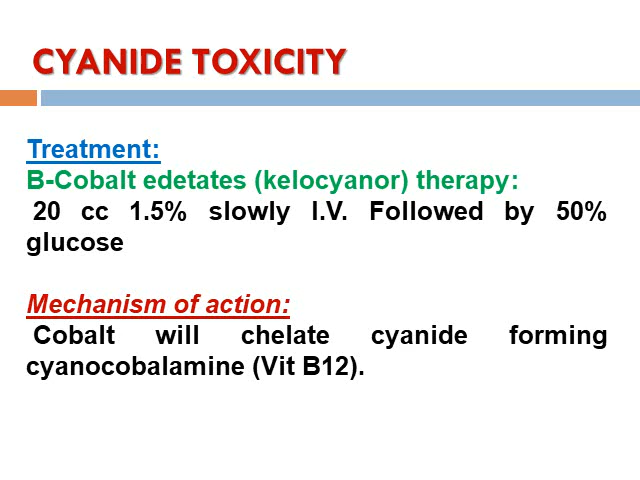 CYANIDE TOXICITY
Treatment:
B-Cobalt edetates (kelocyanor) therapy:
20 cc 1.5% slowly I.V. Followed by 50%
glucose
Mechanism of action:
Cobalt will chelate cyanide forming
cyanocobalamine (Vit B12).